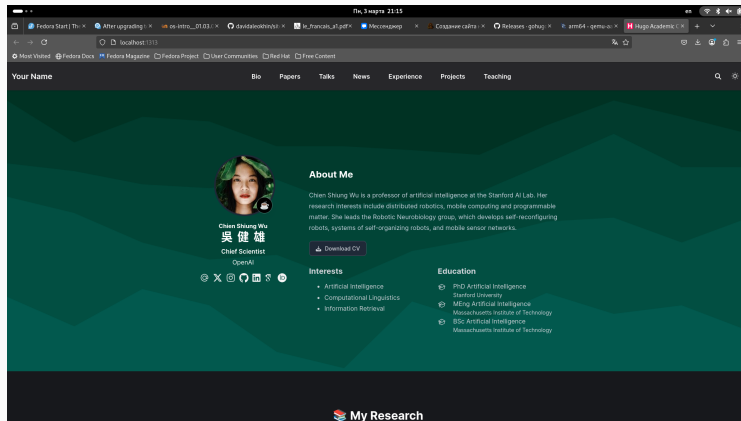 Пн, 3 марта 21:15
en
Fedora Start | The
After upgrading t
os-intro__01.03.
davidaleokhin/si
le_francais_a1.pdf
Мессенджер
Создание сайта
Releases · gohug
arm64 - qemu-aa
Hugo Academic C
localhost:1313
Most Visited
Fedora Docs
Fedora Magazine
Fedora Project
User Communities
Red Hat
Free Content
Your Name
Bio
Papers
Talks
News
Experience
Projects
Teaching
Chien Shiung Wu
吳健雄
Chief Scientist
OpenAI
About Me
Chien Shiung Wu is a professor of artificial intelligence at the Stanford AI Lab. Her
research interests include distributed robotics, mobile computing and programmable
matter. She leads the Robotic Neurobiology group, which develops self-reconfiguring
robots, systems of self-organizing robots, and mobile sensor networks.
Download CV
Interests
Artificial Intelligence
Computational Linguistics
Information Retrieval
Education
PhD Artificial Intelligence
Stanford University
MEng Artificial Intelligence
Massachusetts Institute of Technology
BSc Artificial Intelligence
Massachusetts Institute of Technology
📚 My Research